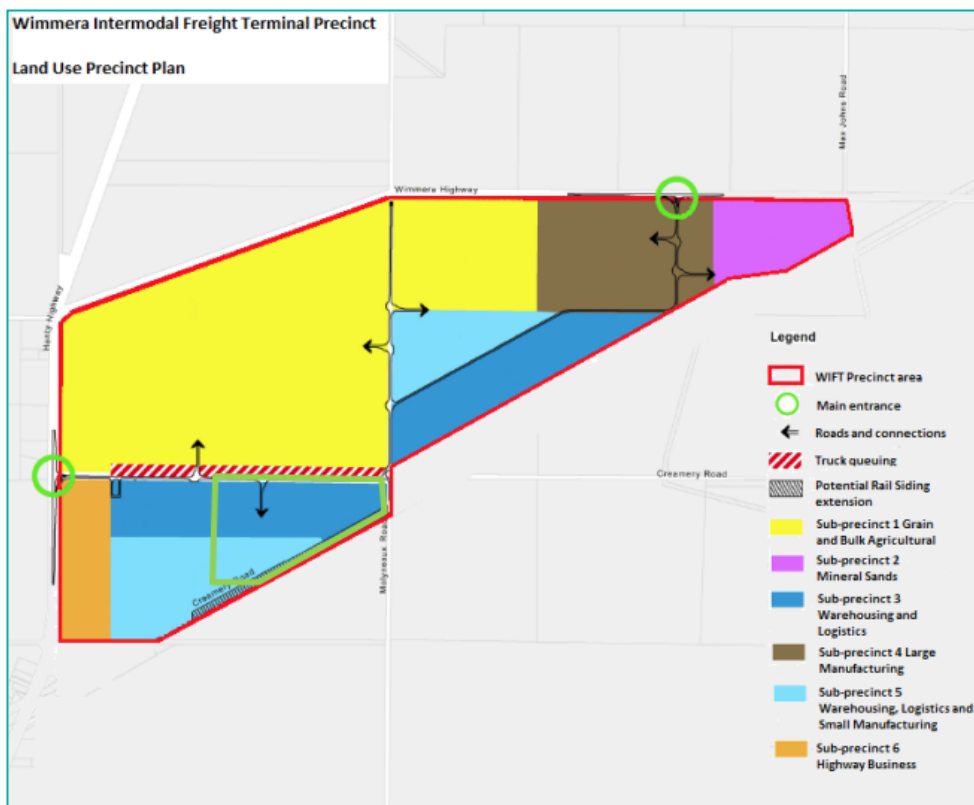 Wimmera Intermodal Freight Terminal Precinct
Land Use Precinct Plan
Max Johns Road
Wimmera Highway
Henty Highway
Creamery Road
Creamery Road
Molyneaux Road
Legend
WIFT Precinct area
Main entrance
Roads and connections
Truck queuing
Potential Rail Siding
extension
Sub-precinct 1 Grain
and Bulk Agricultural
Sub-precinct 2
Mineral Sands
Sub-precinct 3
Warehousing and
Logistics
Sub-precinct 4 Large
Manufacturing
Sub-precinct 5
Warehousing, Logistics and
Small Manufacturing
Sub-precinct 6
Highway Business